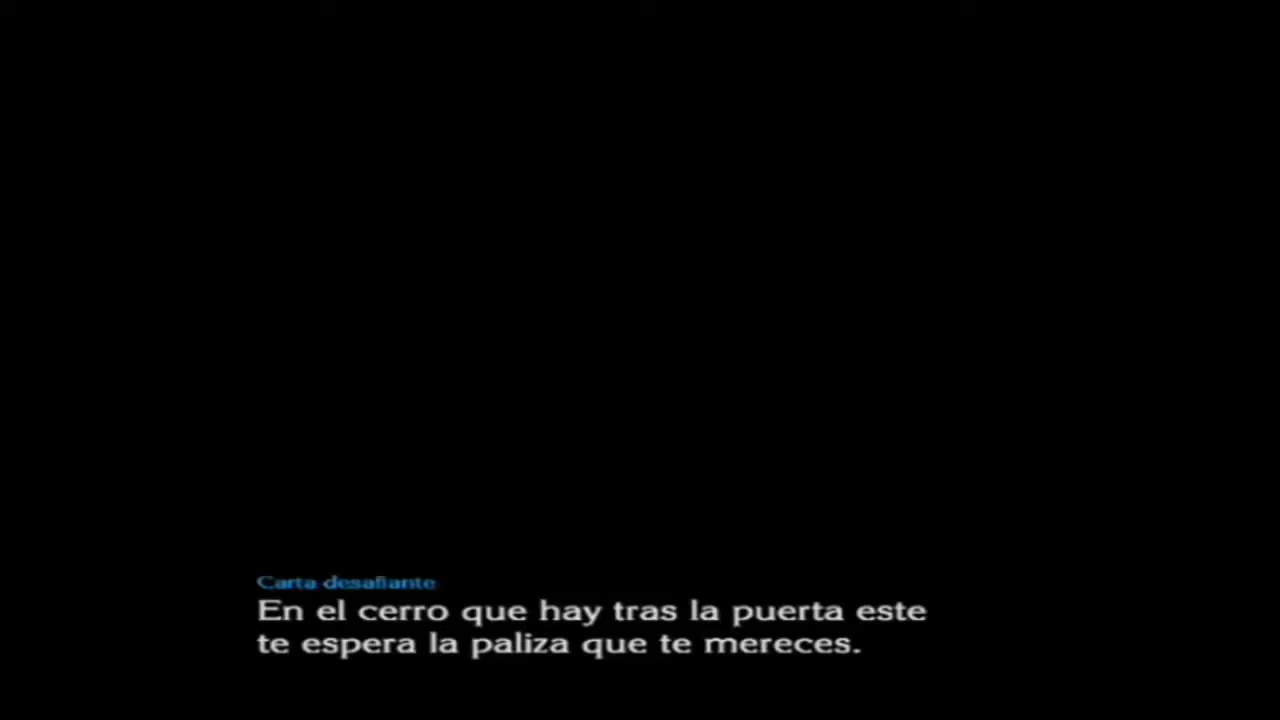 Carta desafiante
En el cerro que hay tras la puerta este
te espera la paliza que te mereces.